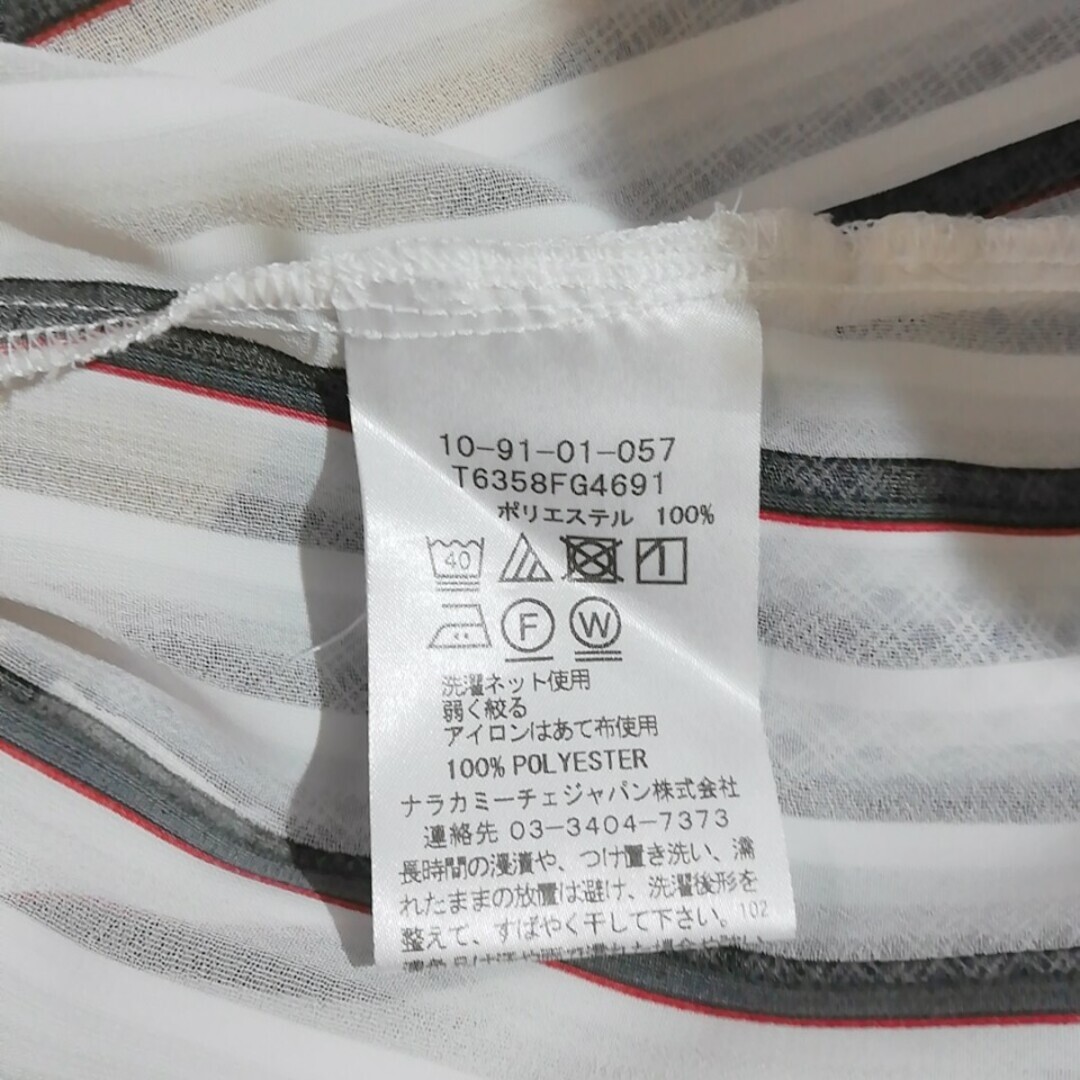 10-91-01-057
T6358FG4691
ポリエステル 100%
40
F W
洗濯ネット使用
弱く絞る
アイロンはあて布使用
100% POLYESTER
ナラカミーチェジャパン株式会社
連絡先 03-3404-7373
長時間の浸漬や、つけ置き洗い、濡
れたままの放置は避け、洗濯後形を
整えて、すばやく干して下さい。102